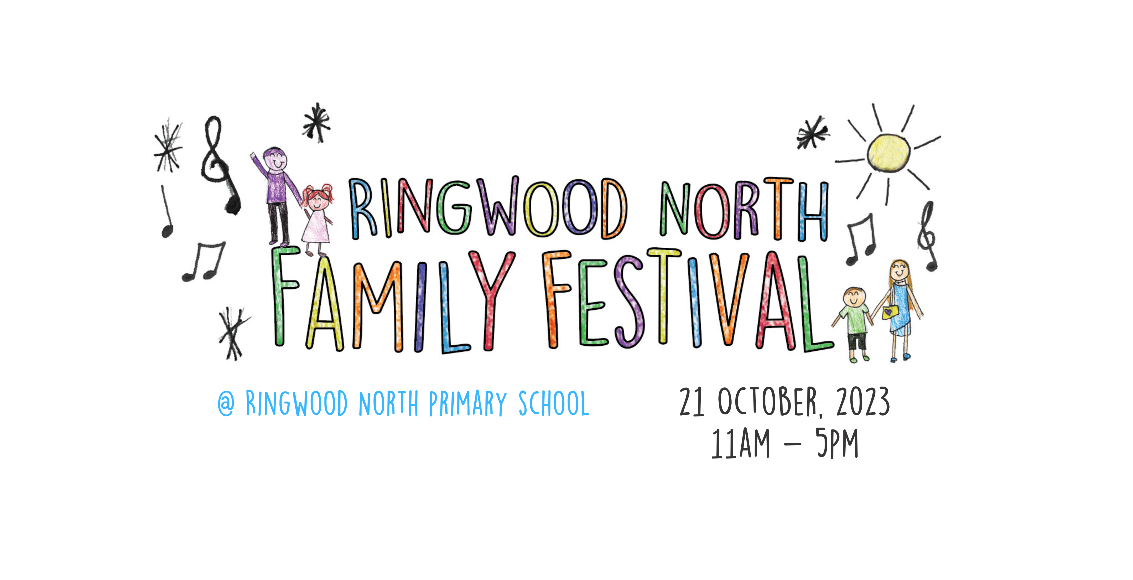 RINGWOOD NORTH
FAMILY FESTIVAL
@ RINGWOOD NORTH PRIMARY SCHOOL
21 OCTOBER, 2023
11AM – 5PM